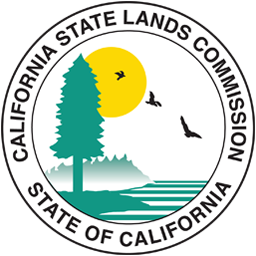 CALIFORNIA STATE LANDS COMMISSION
STATE OF CALIFORNIA